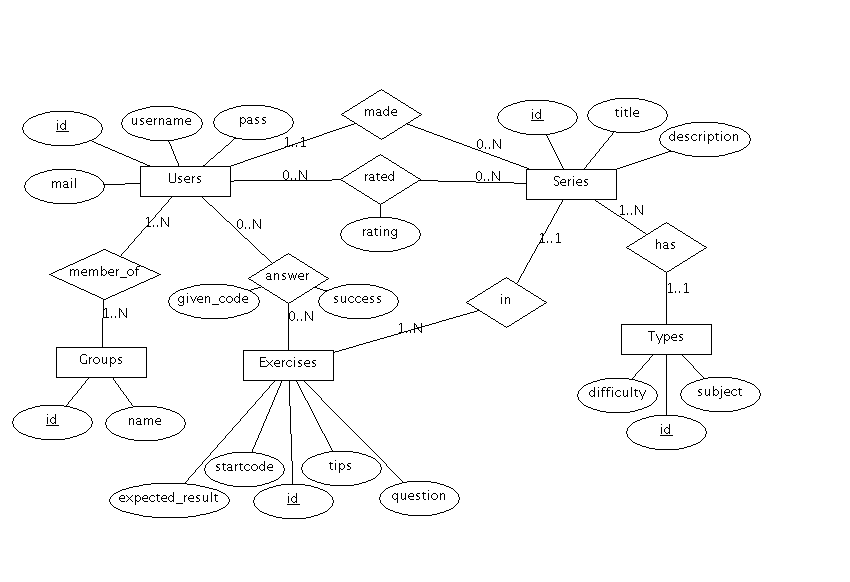 made
id
title
username
pass
id
description
1..1
0..N
Users
rated
Series
mail
0..N
0..N
1..N
0..N
1..N
rating
1..1
has
member_of
answer
given_code
success
in
1..1
1..N
0..N
1..N
Types
Groups
Exercises
difficulty
subject
id
name
id
startcode
tips
expected_result
id
question